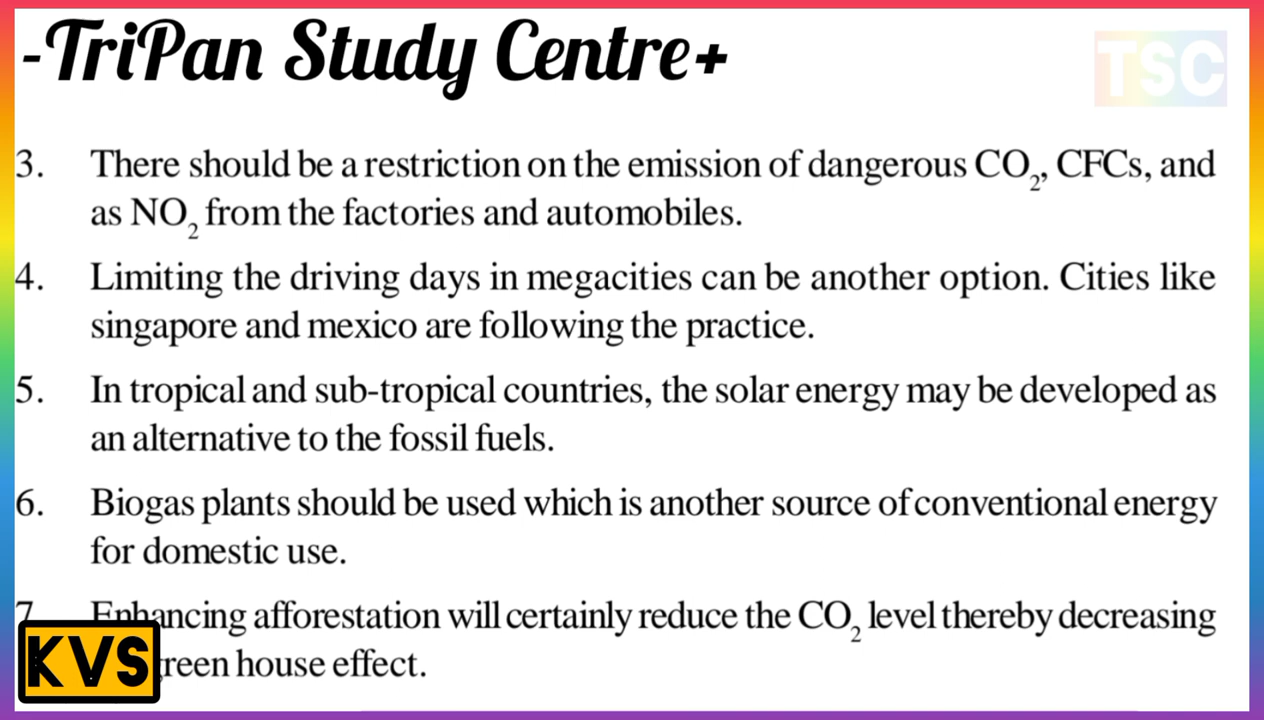 -TriPan Study Centre+
TSC
3. There should be a restriction on the emission of dangerous CO₂, CFCs, and
as NO₂ from the factories and automobiles.
4. Limiting the driving days in megacities can be another option. Cities like
singapore and mexico are following the practice.
5. In tropical and sub-tropical countries, the solar energy may be developed as
an alternative to the fossil fuels.
6. Biogas plants should be used which is another source of conventional energy
for domestic use.
7. Enhancing afforestation will certainly reduce the CO₂ level thereby decreasing
green house effect.
KVS